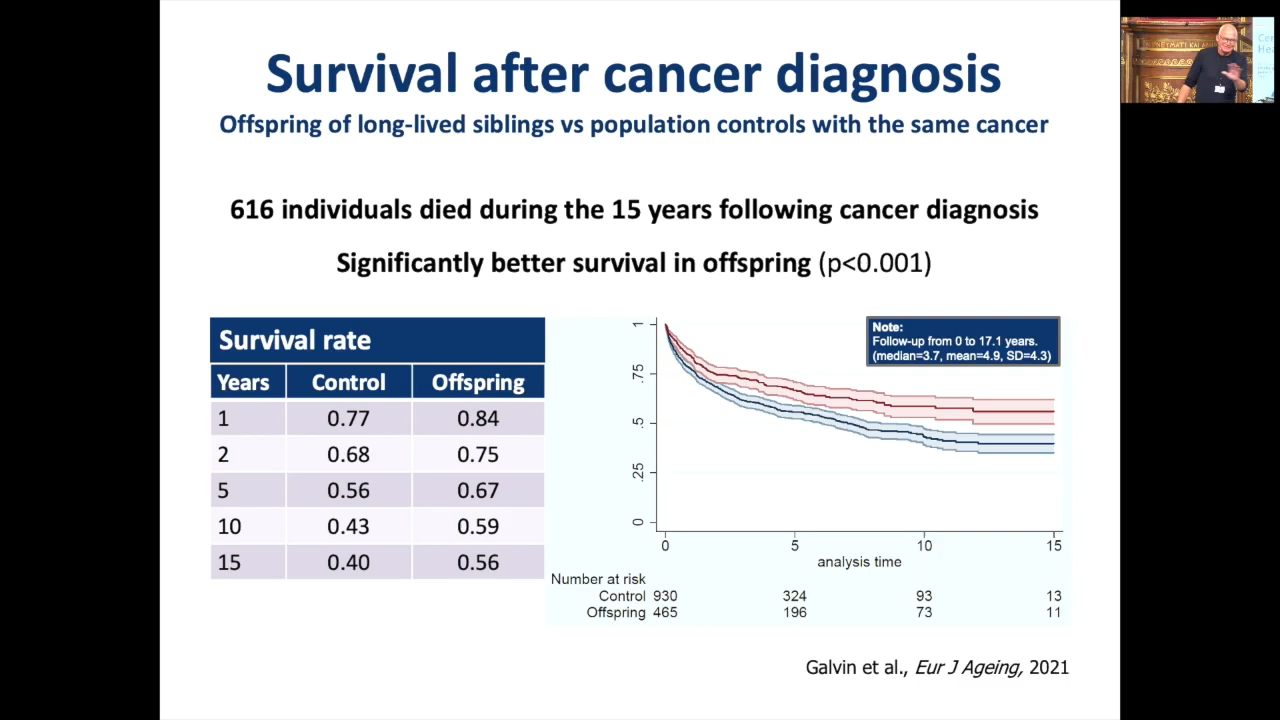 Survival after cancer diagnosis
Offspring of long-lived siblings vs population controls with the same cancer
616 individuals died during the 15 years following cancer diagnosis
Significantly better survival in offspring (p<0.001)
Survival rate
Years Control Offspring
1 0.77 0.84
2 0.68 0.75
5 0.56 0.67
10 0.43 0.59
15 0.40 0.56
Note:
Follow-up from 0 to 17.1 years.
(median=3.7, mean=4.9, SD=4.3)
1
.75
.5
.25
0
0 5 10 15
analysis time
Number at risk
Control 930 324 93 13
Offspring 465 196 73 11
Galvin et al., Eur J Ageing, 2021